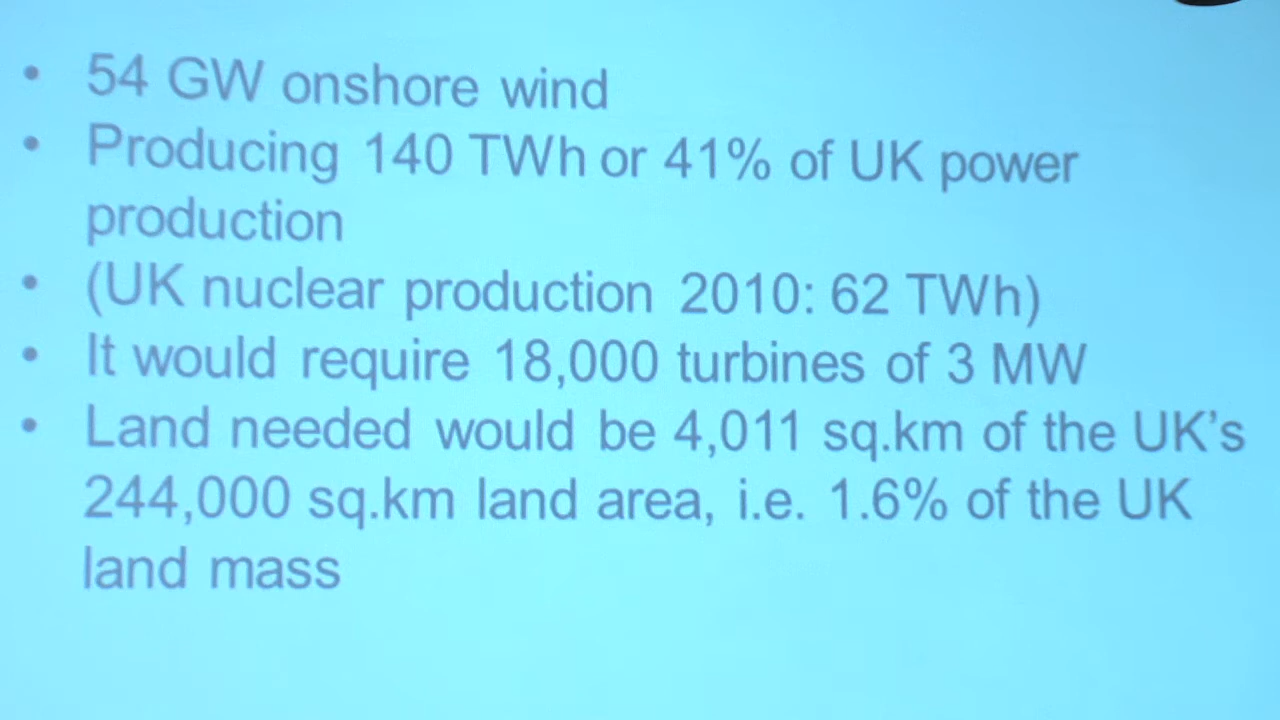 • 54 GW onshore wind
• Producing 140 TWh or 41% of UK power
production
• (UK nuclear production 2010: 62 TWh)
• It would require 18,000 turbines of 3 MW
• Land needed would be 4,011 sq.km of the UK's
244,000 sq.km land area, i.e. 1.6% of the UK
land mass